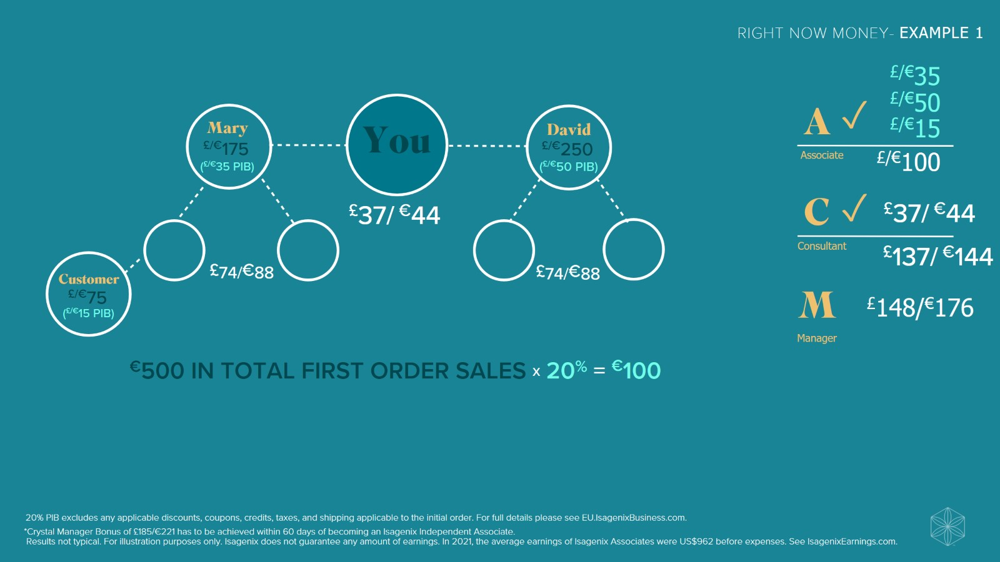 RIGHT NOW MONEY- EXAMPLE 1
Mary
£/€175
(£/€35 PIB)
You
£37/ €44
David
£/€250
(£/€50 PIB)
£74/€88
£74/€88
Customer
£/€75
(£/€15 PIB)
€500 IN TOTAL FIRST ORDER SALES x 20% = €100
£/€35
£/€50
£/€15
A ✓
Associate
£/€100
C ✓ £37/ €44
Consultant
£137/ €144
M £148/€176
Manager
20% PIB excludes any applicable discounts, coupons, credits, taxes, and shipping applicable to the initial order. For full details please see EU.IsagenixBusiness.com.
*Crystal Manager Bonus of £185/€221 has to be achieved within 60 days of becoming an Isagenix Independent Associate.
Results not typical. For illustration purposes only. Isagenix does not guarantee any amount of earnings. In 2021, the average earnings of Isagenix Associates were US$962 before expenses. See IsagenixEarnings.com.